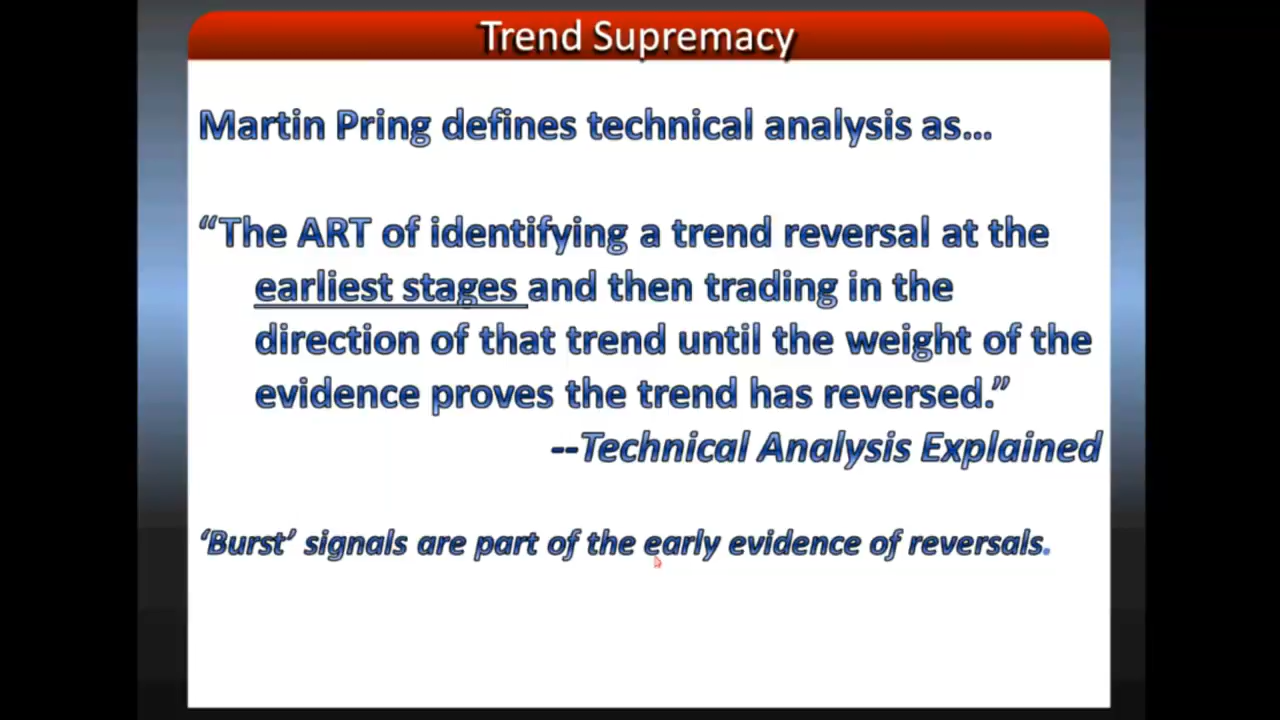 Trend Supremacy
Martin Pring defines technical analysis as…
“The ART of identifying a trend reversal at the
earliest stages and then trading in the
direction of that trend until the weight of the
evidence proves the trend has reversed.”
--Technical Analysis Explained
‘Burst’ signals are part of the early evidence of reversals.